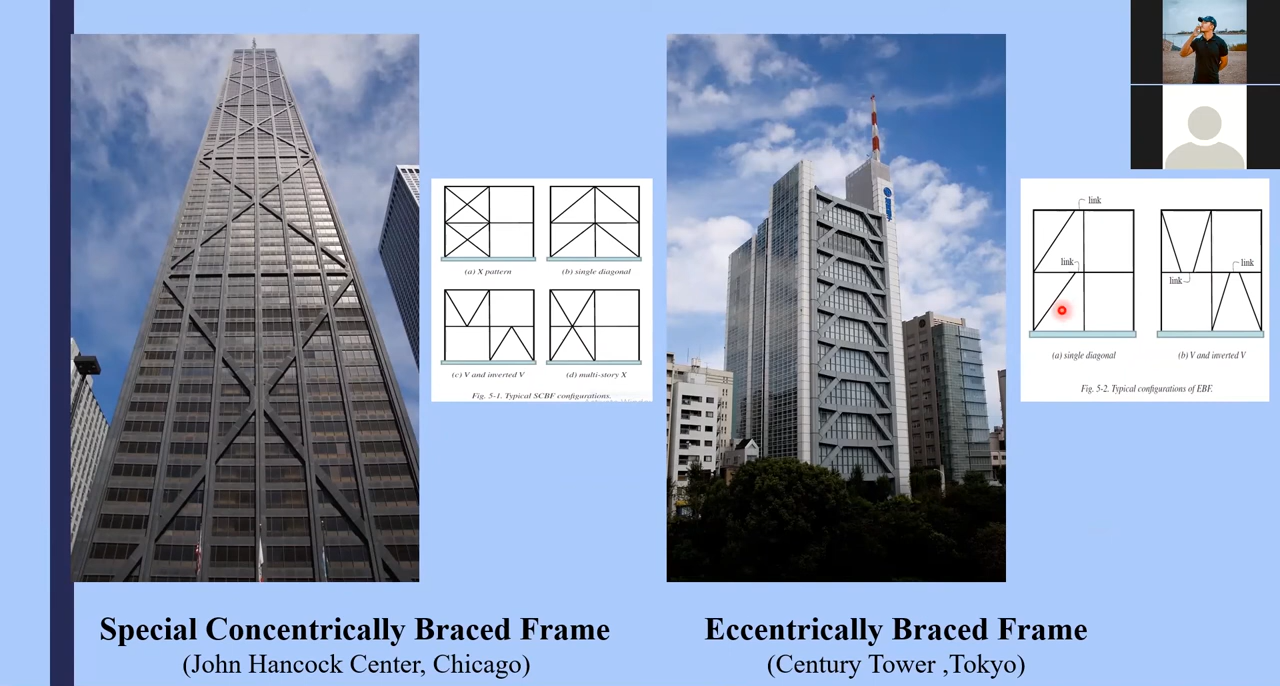 (a) X pattern
(b) single diagonal
(c) V and inverted V
(d) multi-story X
Fig. 5-1. Typical SCBF configurations.
link
link
link
link
(a) single diagonal
(b) V and inverted V
Fig. 5-2. Typical configurations of EBF.
Special Concentrically Braced Frame
(John Hancock Center, Chicago)
Eccentrically Braced Frame
(Century Tower ,Tokyo)